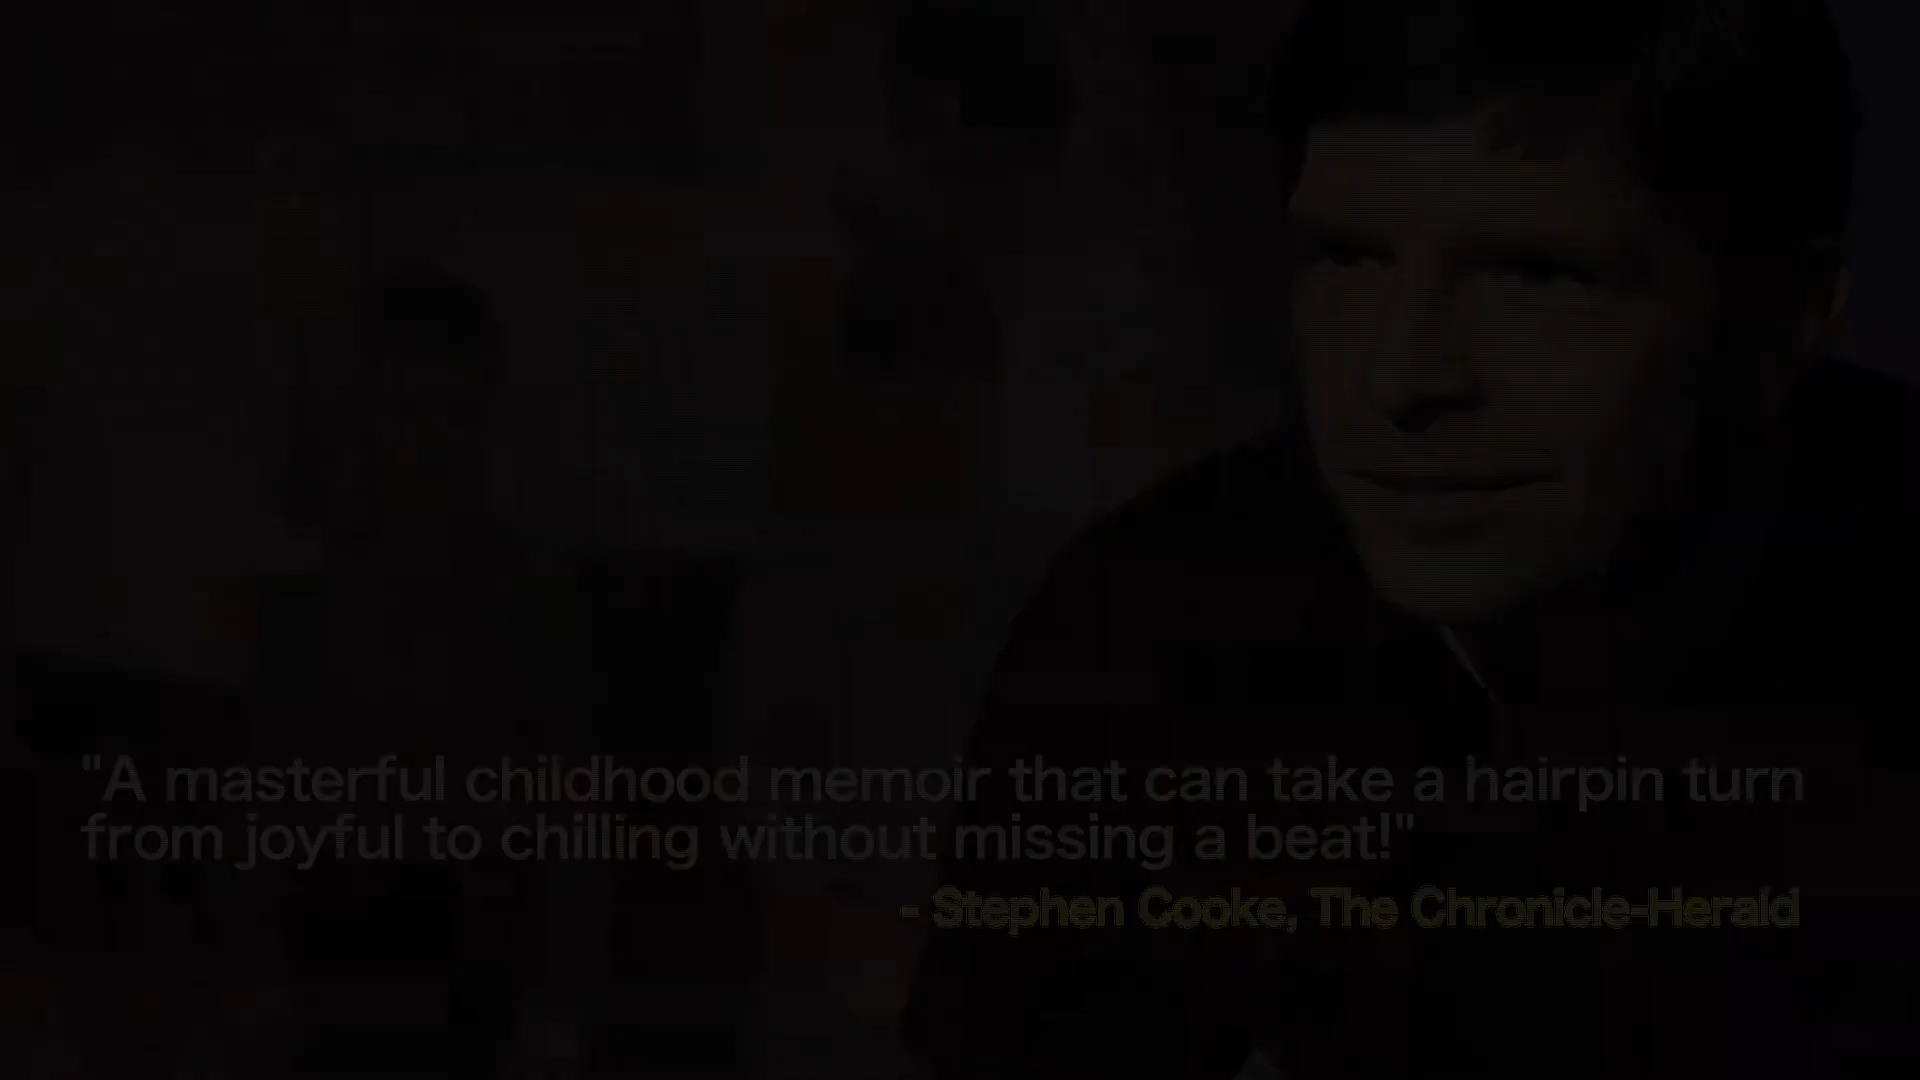 "A masterful childhood memoir that can take a hairpin turn
from joyful to chilling without missing a beat!"
- Stephen Cooke, The Chronicle-Herald